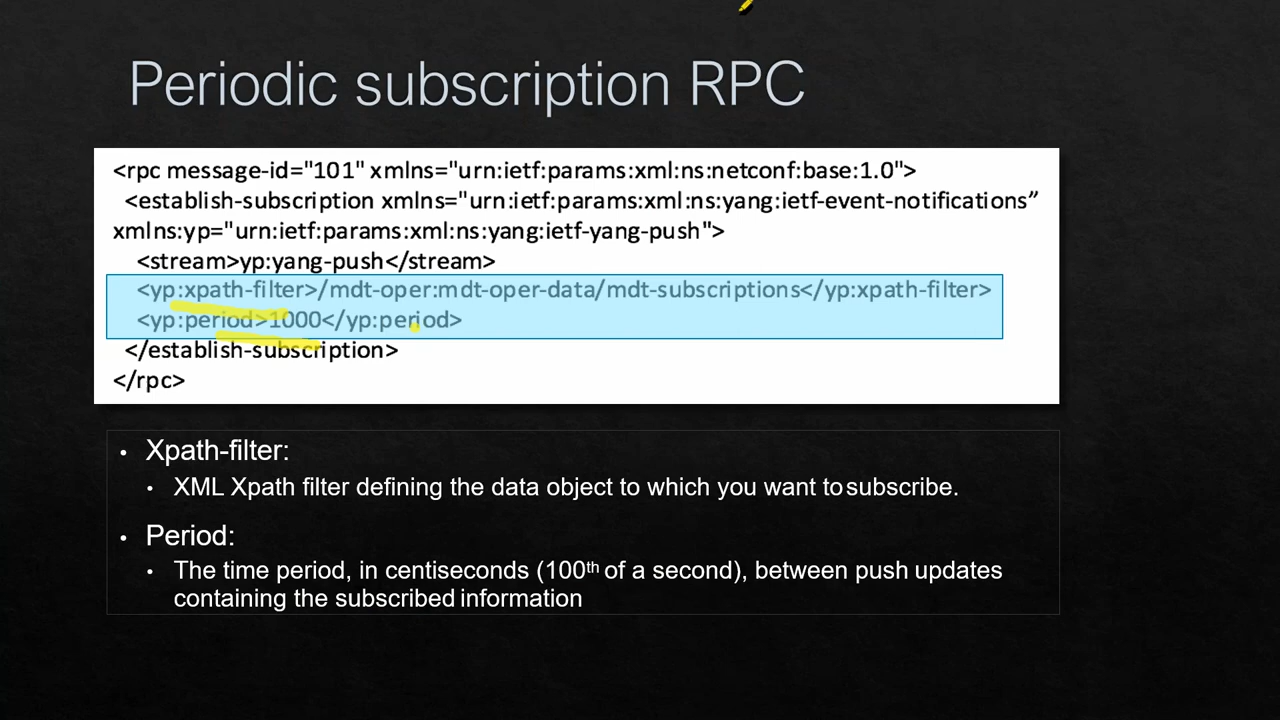 Periodic subscription RPC
<rpc message-id="101" xmlns="urn:ietf:params:xml:ns:netconf:base:1.0">
<establish-subscription xmlns="urn:ietf:params:xml:ns:yang:ietf-event-notifications”
xmlns:yp="urn:ietf:params:xml:ns:yang:ietf-yang-push">
<stream>yp:yang-push</stream>
<yp:xpath-filter>/mdt-oper:mdt-oper-data/mdt-subscriptions</yp:xpath-filter>
<yp:period>1000</yp:period>
</establish-subscription>
</rpc>
• Xpath-filter:
• XML Xpath filter defining the data object to which you want to subscribe.
• Period:
• The time period, in centiseconds (100th of a second), between push updates
containing the subscribed information